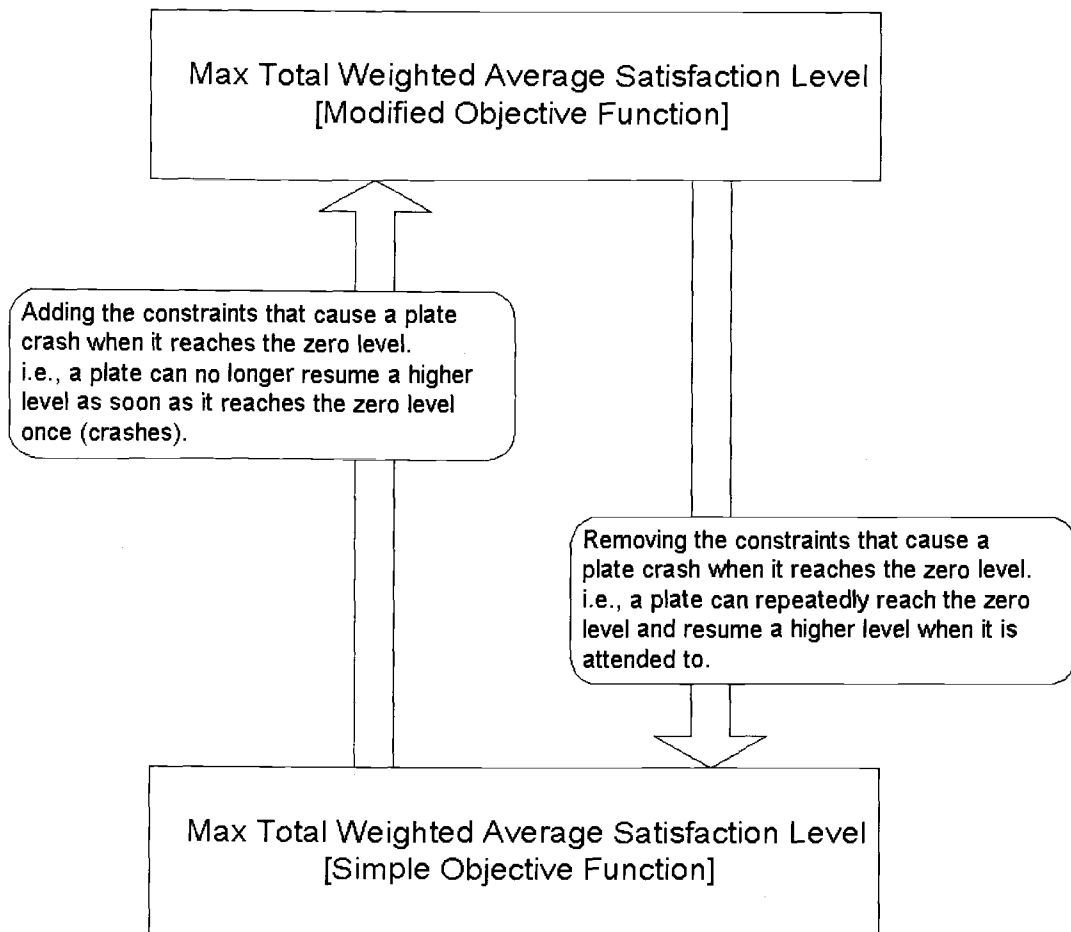 Max Total Weighted Average Satisfaction Level
[Modified Objective Function]
Adding the constraints that cause a plate
crash when it reaches the zero level.
i.e., a plate can no longer resume a higher
level as soon as it reaches the zero level
once (crashes).
Removing the constraints that cause a
plate crash when it reaches the zero level.
i.e., a plate can repeatedly reach the zero
level and resume a higher level when it is
attended to.
Max Total Weighted Average Satisfaction Level
[Simple Objective Function]